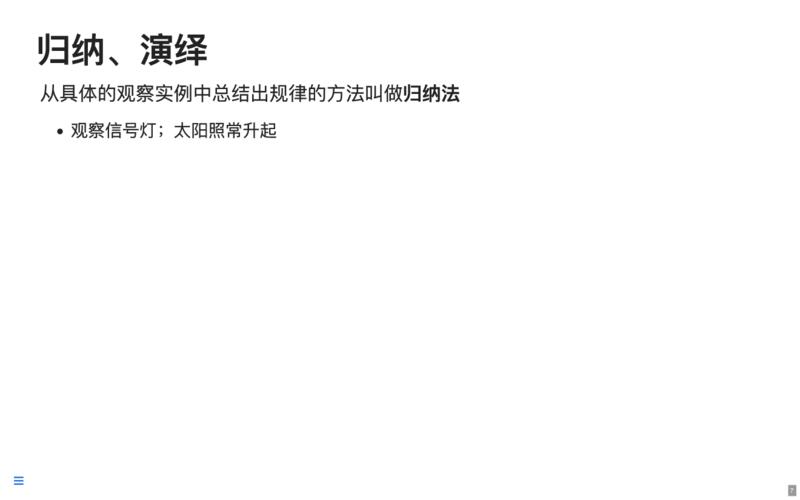 归纳、演绎
从具体的观察实例中总结出规律的方法叫做归纳法
• 观察信号灯；太阳照常升起
7